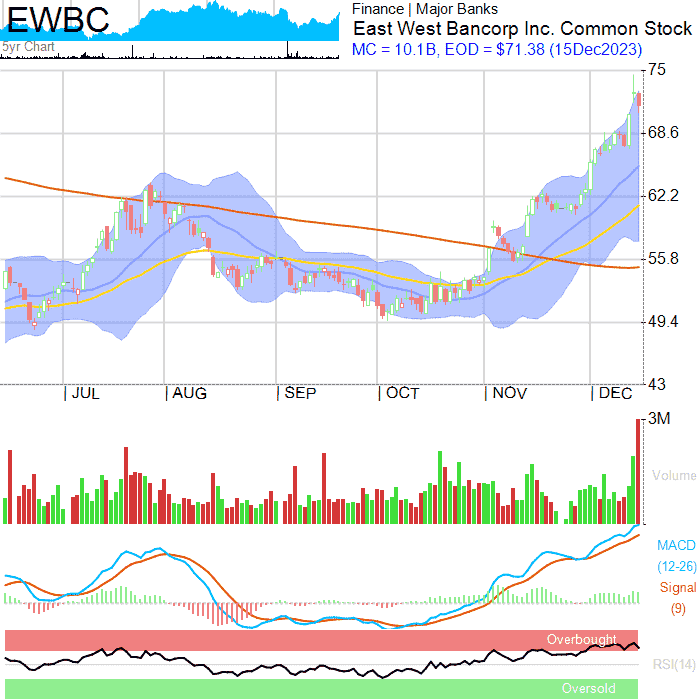 EWBC
5yr Chart
Finance | Major Banks
East West Bancorp Inc. Common Stock
MC = 10.1B, EOD = $71.38 (15Dec2023)
75
68.6
62.2
55.8
49.4
43
| JUL | AUG | SEP | OCT | NOV | DEC
3M
Volume
MACD
(12-26)
Signal
(9)
Overbought
RSI(14)
Oversold